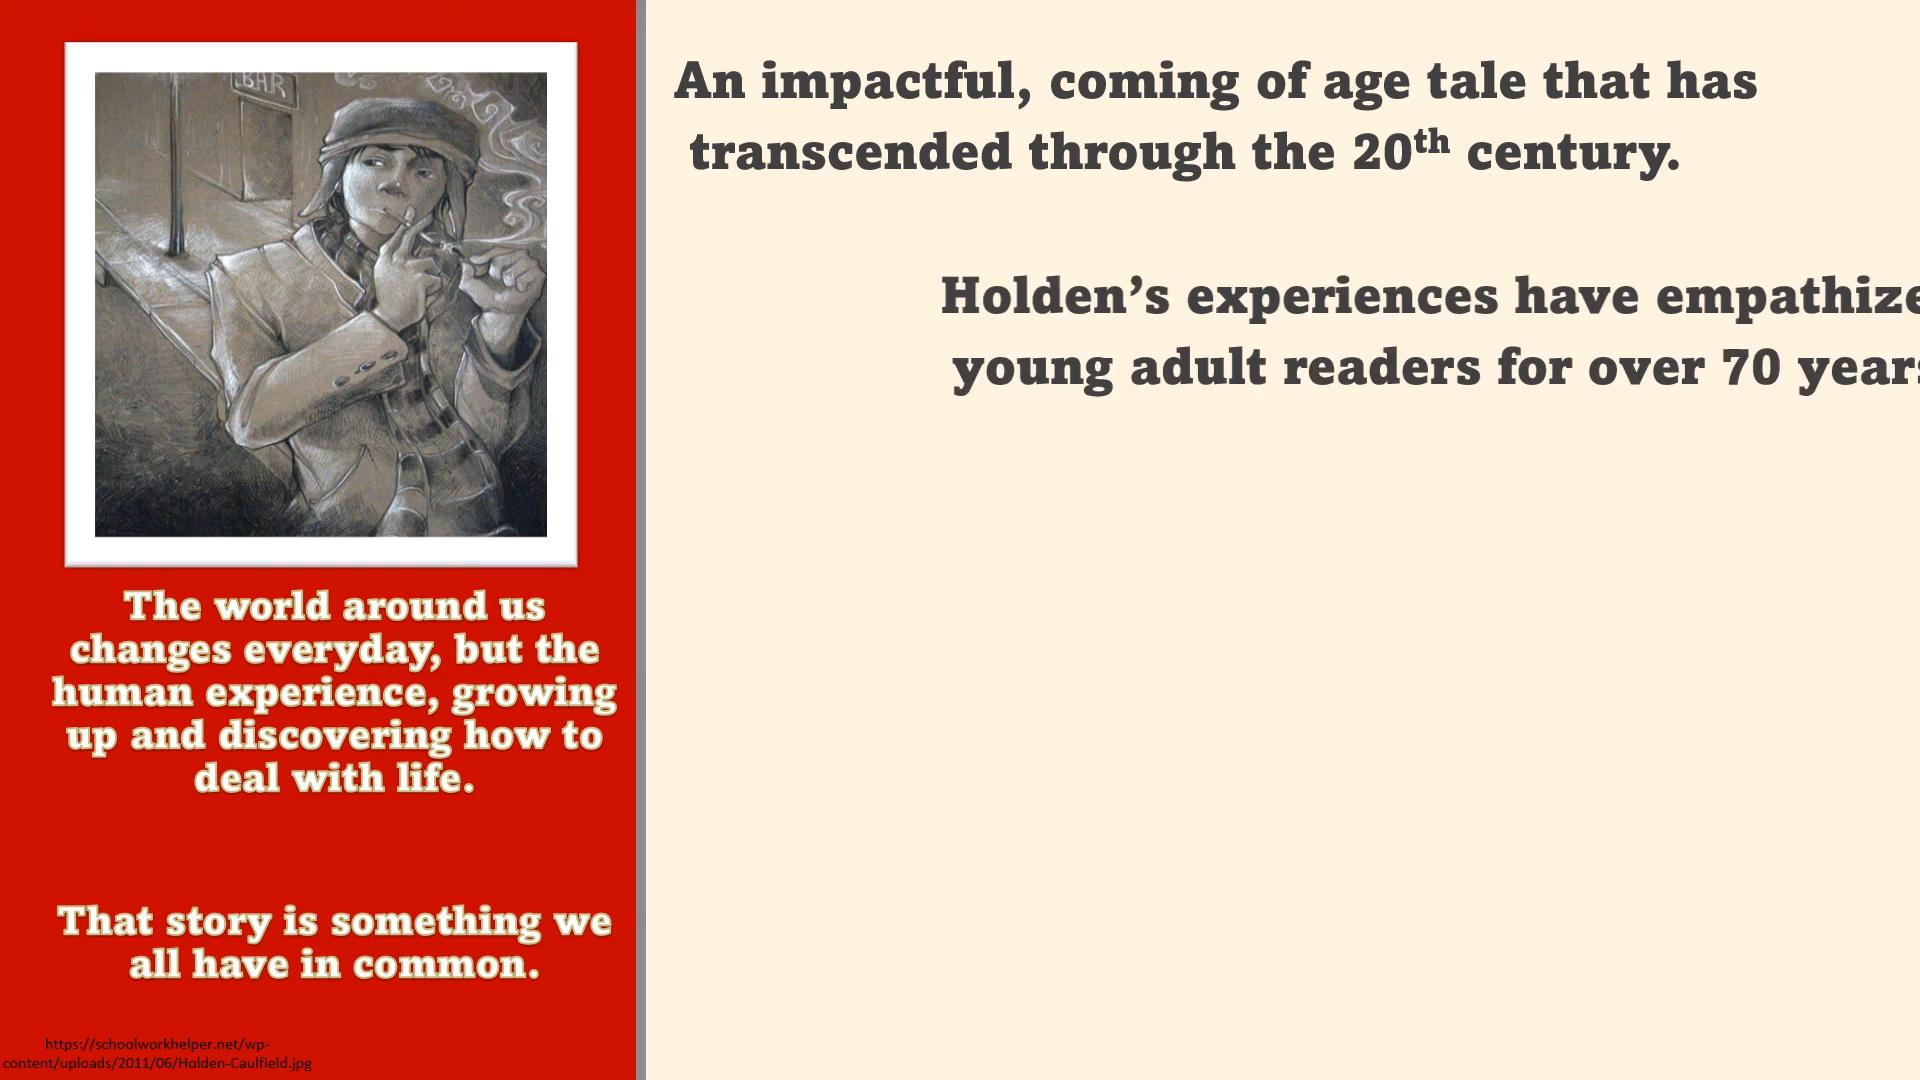 BAR
The world around us
changes everyday, but the
human experience, growing
up and discovering how to
deal with life.
That story is something we
all have in common.
https://schoolworkhelper.net/wp-
content/uploads/2011/06/Holden-Caulfield.jpg
An impactful, coming of age tale that has
transcended through the 20th century.
Holden’s experiences have empathize
young adult readers for over 70 years